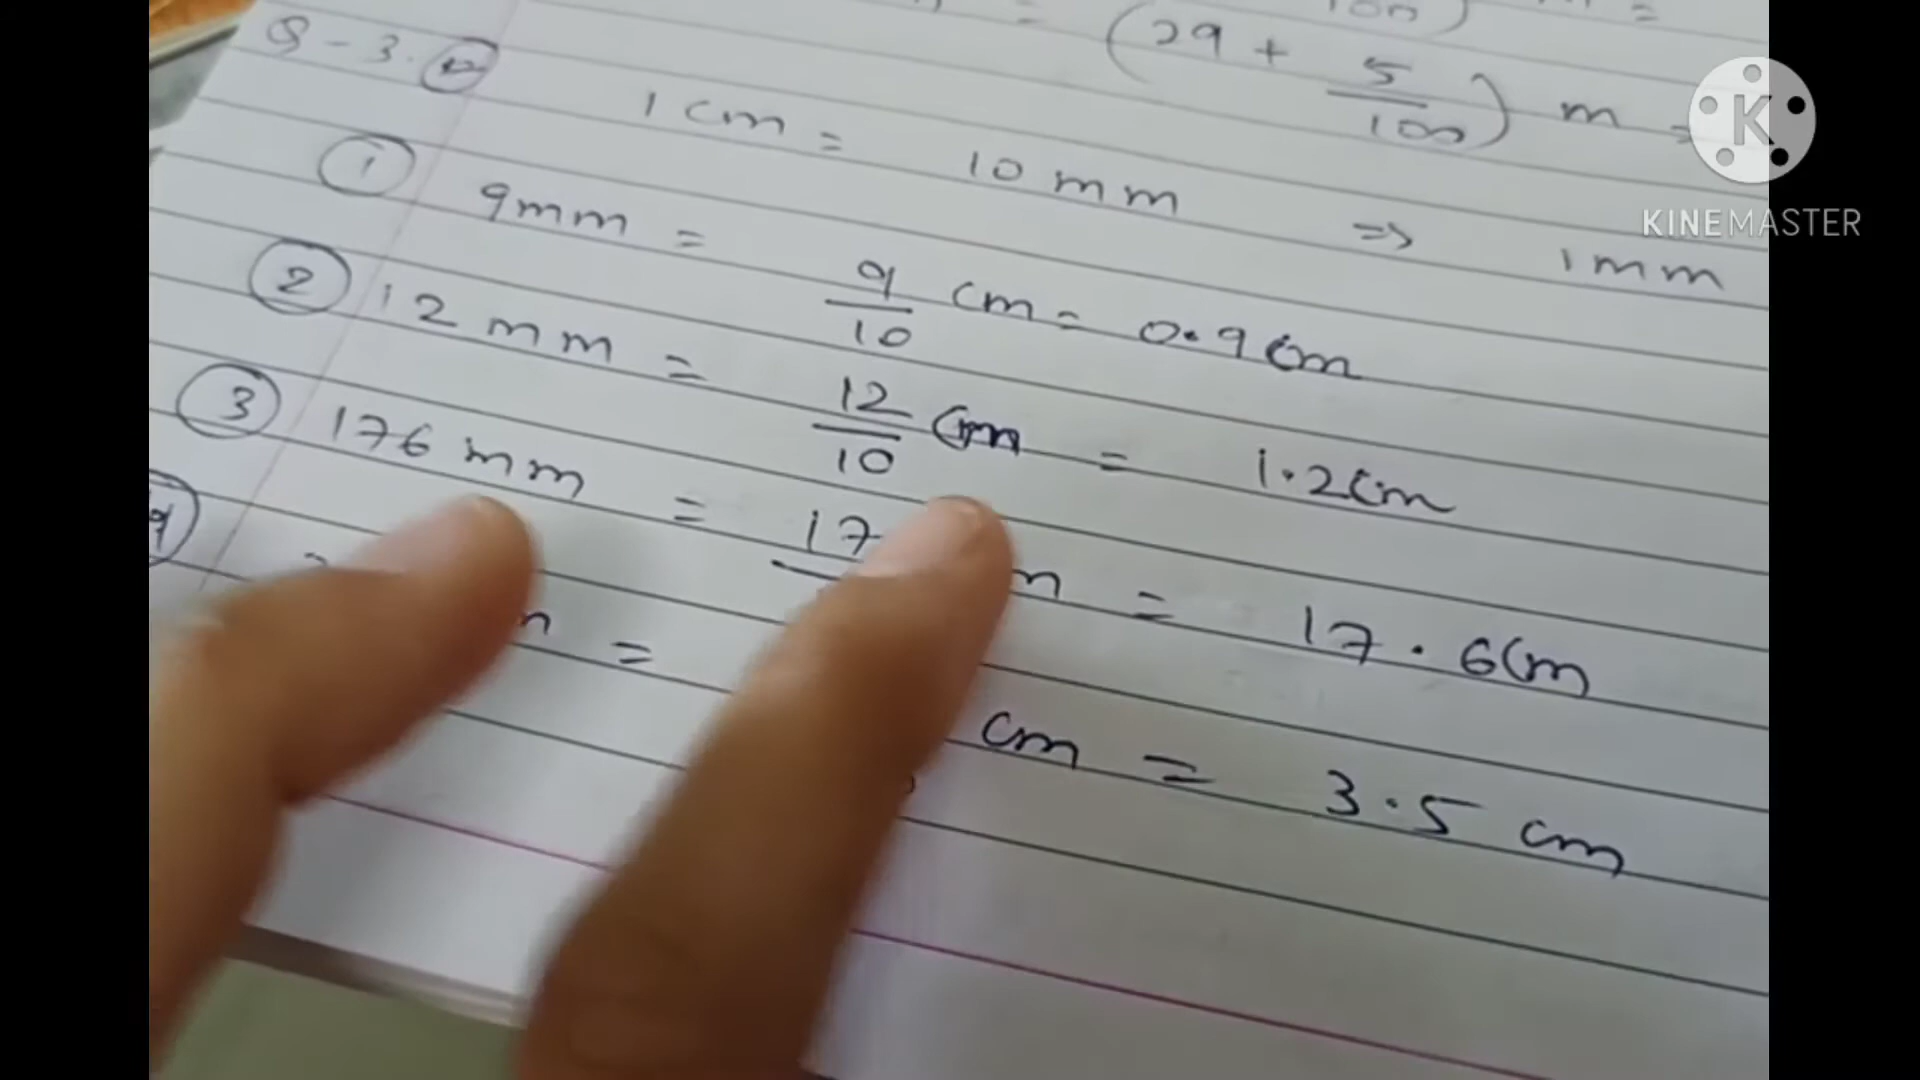 = (29 + 5/100) m =
Q - 3.
1 cm = 10 mm => 1 mm
① 9mm = 9/10 cm = 0.9 cm
② 12 mm = 12/10 cm = 1.2 cm
③ 176 mm = 17 m = 17.6 cm
= cm = 3.5 cm
K
KINEMASTER